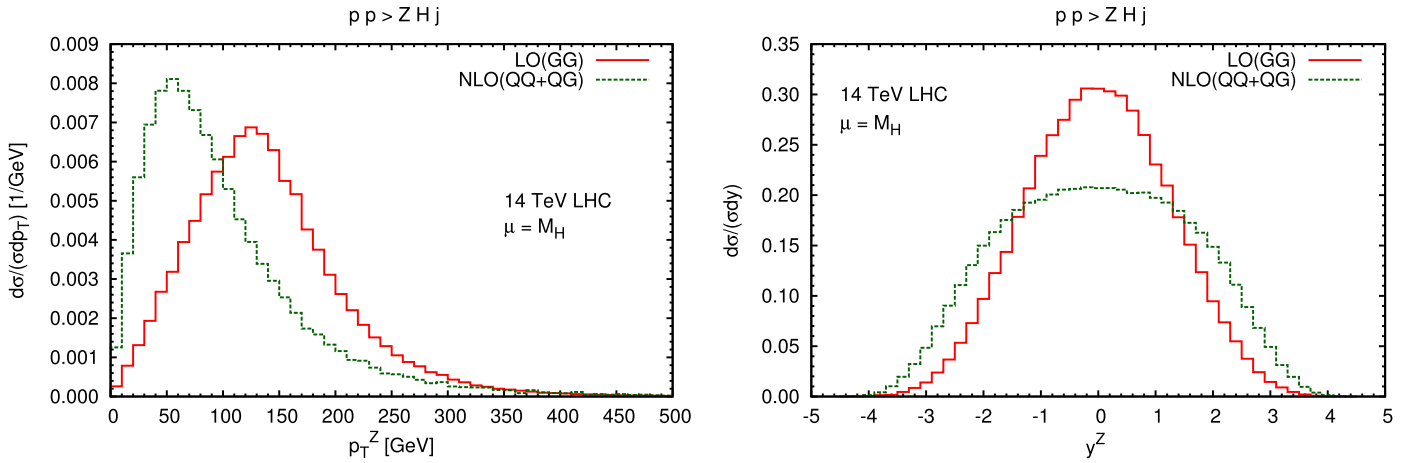 p p > Z H j
0.009
0.008
0.007
0.006
0.005
0.004
0.003
0.002
0.001
0.000
dσ/(σdp_T) [1/GeV]
LO(GG)
NLO(QQ+QG)
14 TeV LHC
μ = M_H
0 50 100 150 200 250 300 350 400 450 500
p_T^Z [GeV]
p p > Z H j
0.35
0.30
0.25
0.20
0.15
0.10
0.05
0.00
dσ/(σdy)
LO(GG)
NLO(QQ+QG)
14 TeV LHC
μ = M_H
-5 -4 -3 -2 -1 0 1 2 3 4 5
y^Z